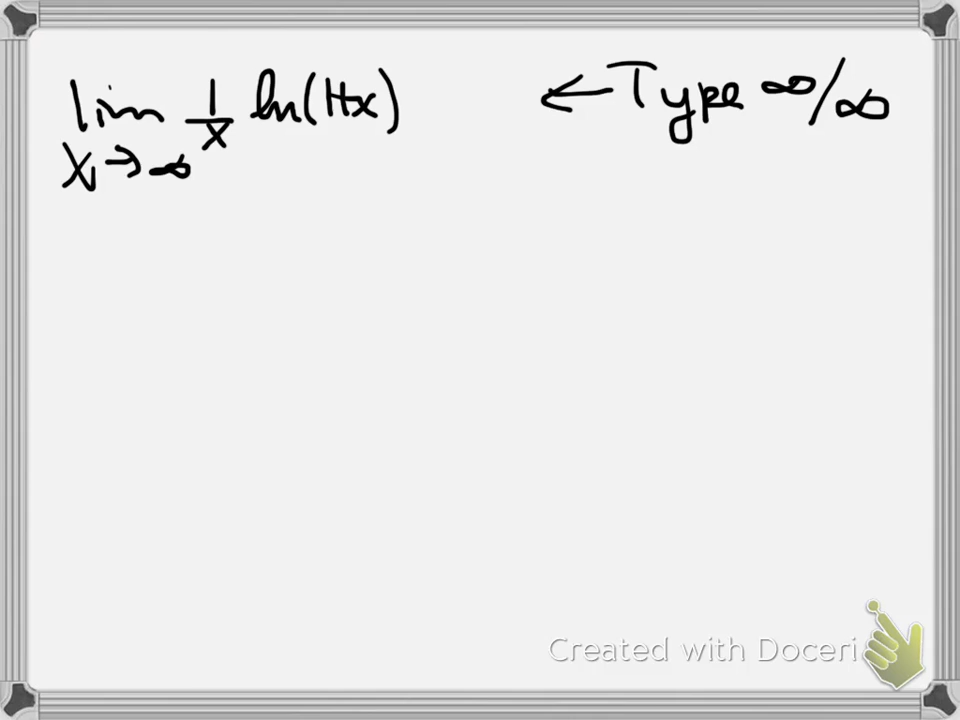 lim 1/x ln(1+x) ← Type ∞/∞
x→∞
Created with Doceri